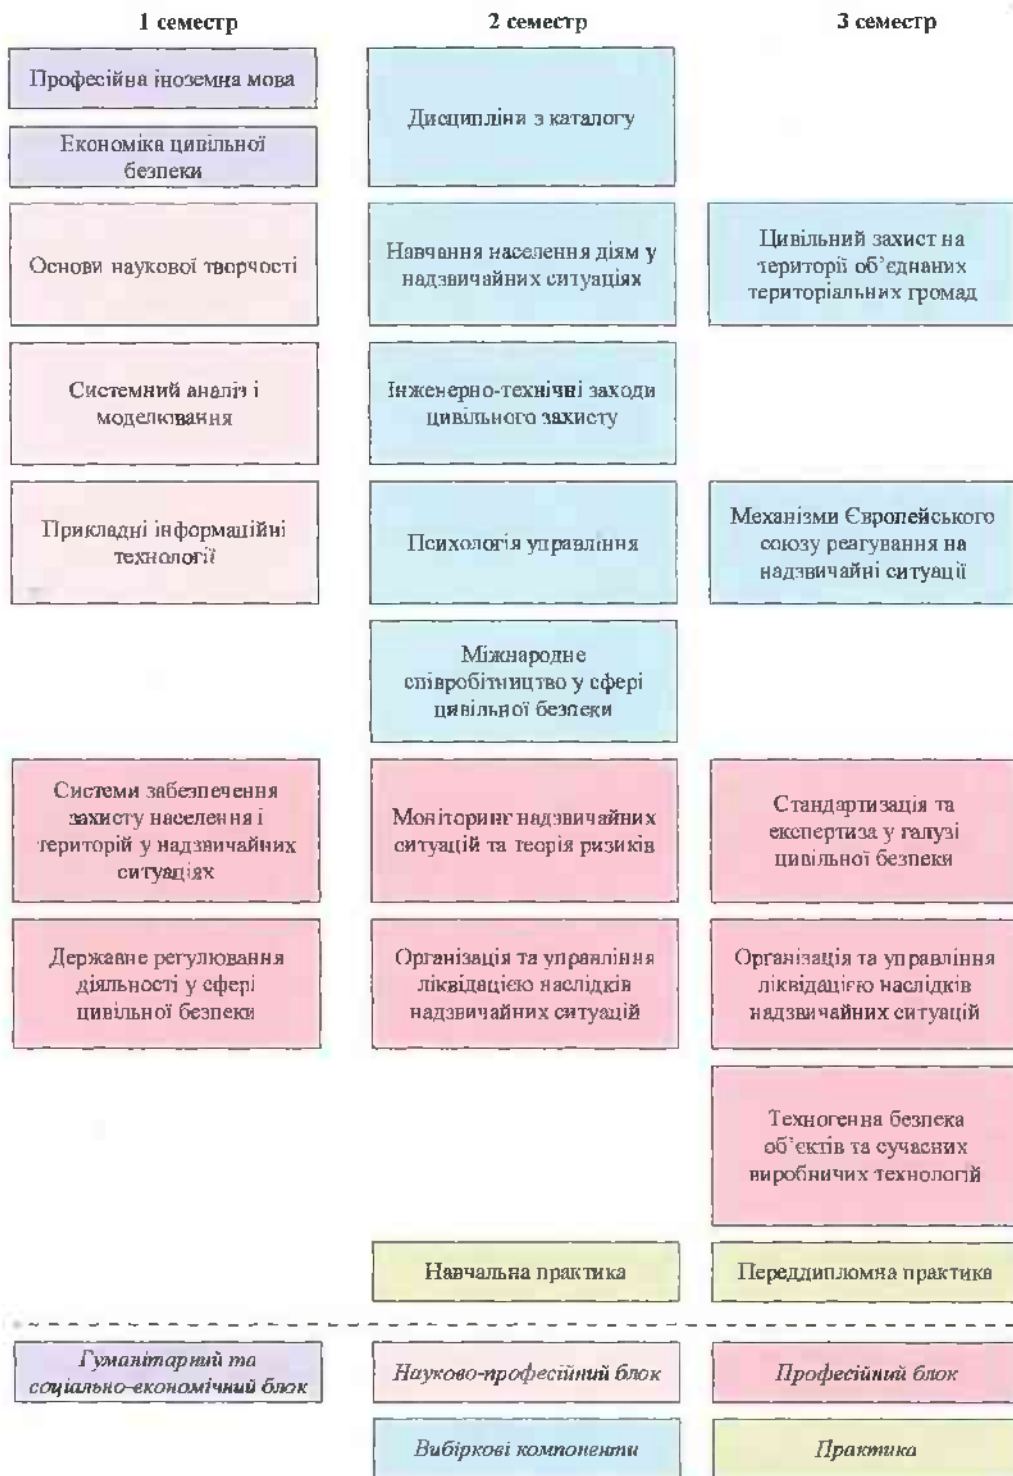 1 семестр
2 семестр
3 семестр
Професійна іноземна мова
Дисципліни з каталогу
Економіка цивільної
безпеки
Основи наукової творчості
Навчання населення діям у
надзвичайних ситуаціях
Цивільний захист на
території об’єднаних
територіальних громад
Системний аналіз і
моделювання
Інженерно-технічні заходи
цивільного захисту
Прикладні інформаційні
технології
Психологія управління
Механізми Європейського
союзу реагування на
надзвичайні ситуації
Міжнародне
співробітництво у сфері
цивільної безпеки
Системи забезпечення
захисту населення і
територій у надзвичайних
ситуаціях
Моніторинг надзвичайних
ситуацій та теорія ризиків
Стандартизація та
експертиза у галузі
цивільної безпеки
Державне регулювання
діяльності у сфері
цивільної безпеки
Організація та управління
ліквідацією наслідків
надзвичайних ситуацій
Організація та управління
ліквідацією наслідків
надзвичайних ситуацій
Техногенна безпека
об’єктів та сучасних
виробничих технологій
Навчальна практика
Переддипломна практика
Гуманітарний та
соціально-економічний блок
Науково-професійний блок
Професійний блок
Вибіркові компоненти
Практика